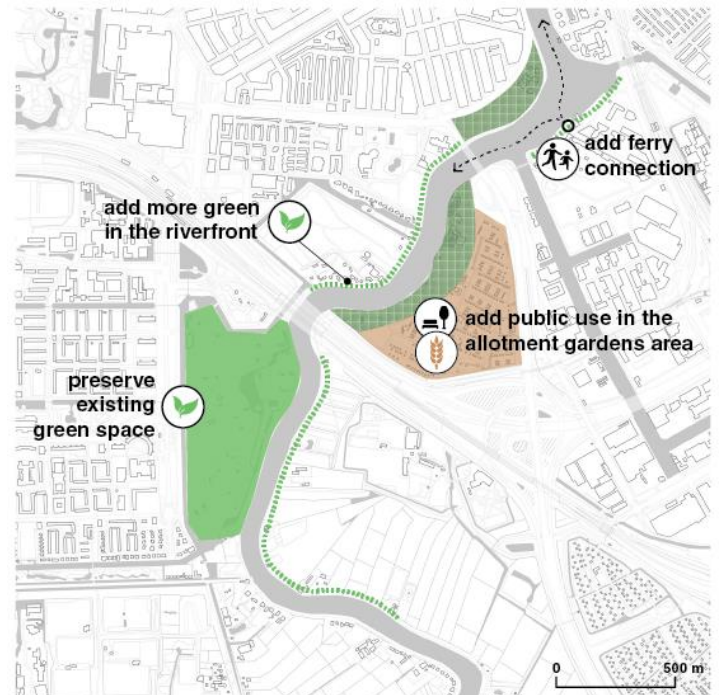 add ferry
connection
add more green
in the riverfront
add public use in the
allotment gardens area
preserve
existing
green space
0 500 m